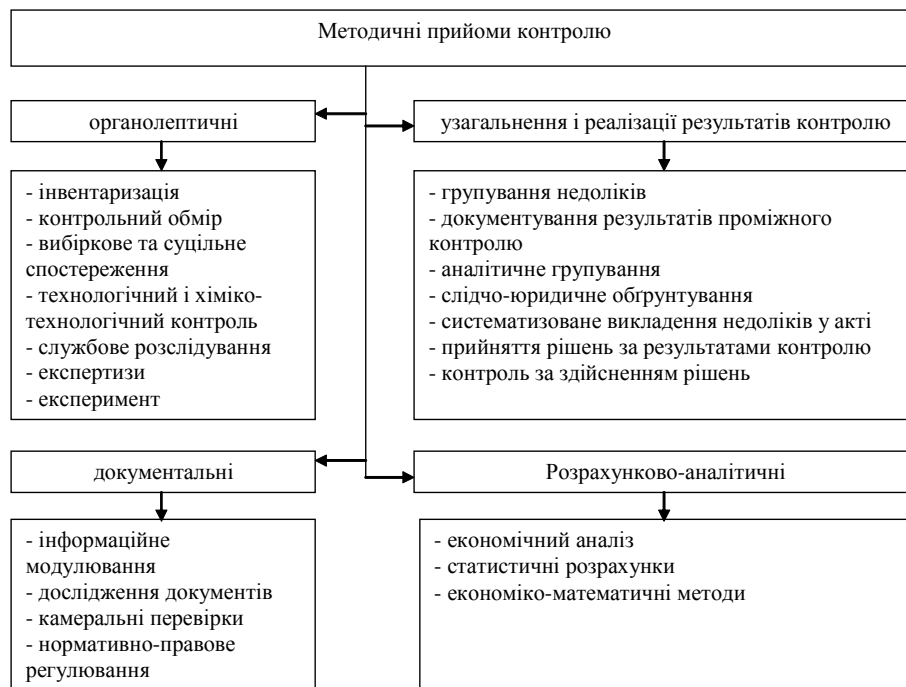 Методичні прийоми контролю
органолептичні
узагальнення і реалізації результатів контролю
- інвентаризація
- контрольний обмір
- вибіркове та суцільне
спостереження
- технологічний і хіміко-
технологічний контроль
- службове розслідування
- експертизи
- експеримент
- групування недоліків
- документування результатів проміжного
контролю
- аналітичне групування
- слідчо-юридичне обґрунтування
- систематизоване викладення недоліків у акті
- прийняття рішень за результатами контролю
- контроль за здійсненням рішень
документальні
Розрахунково-аналітичні
- інформаційне
модулювання
- дослідження документів
- камеральні перевірки
- нормативно-правове
регулювання
- економічний аналіз
- статистичні розрахунки
- економіко-математичні методи